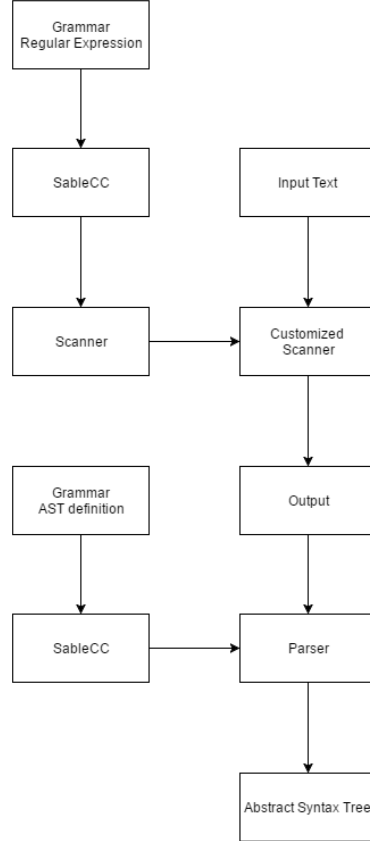 Grammar
Regular Expression
SableCC
Input Text
Scanner
Customized
Scanner
Grammar
AST definition
Output
SableCC
Parser
Abstract Syntax Tree